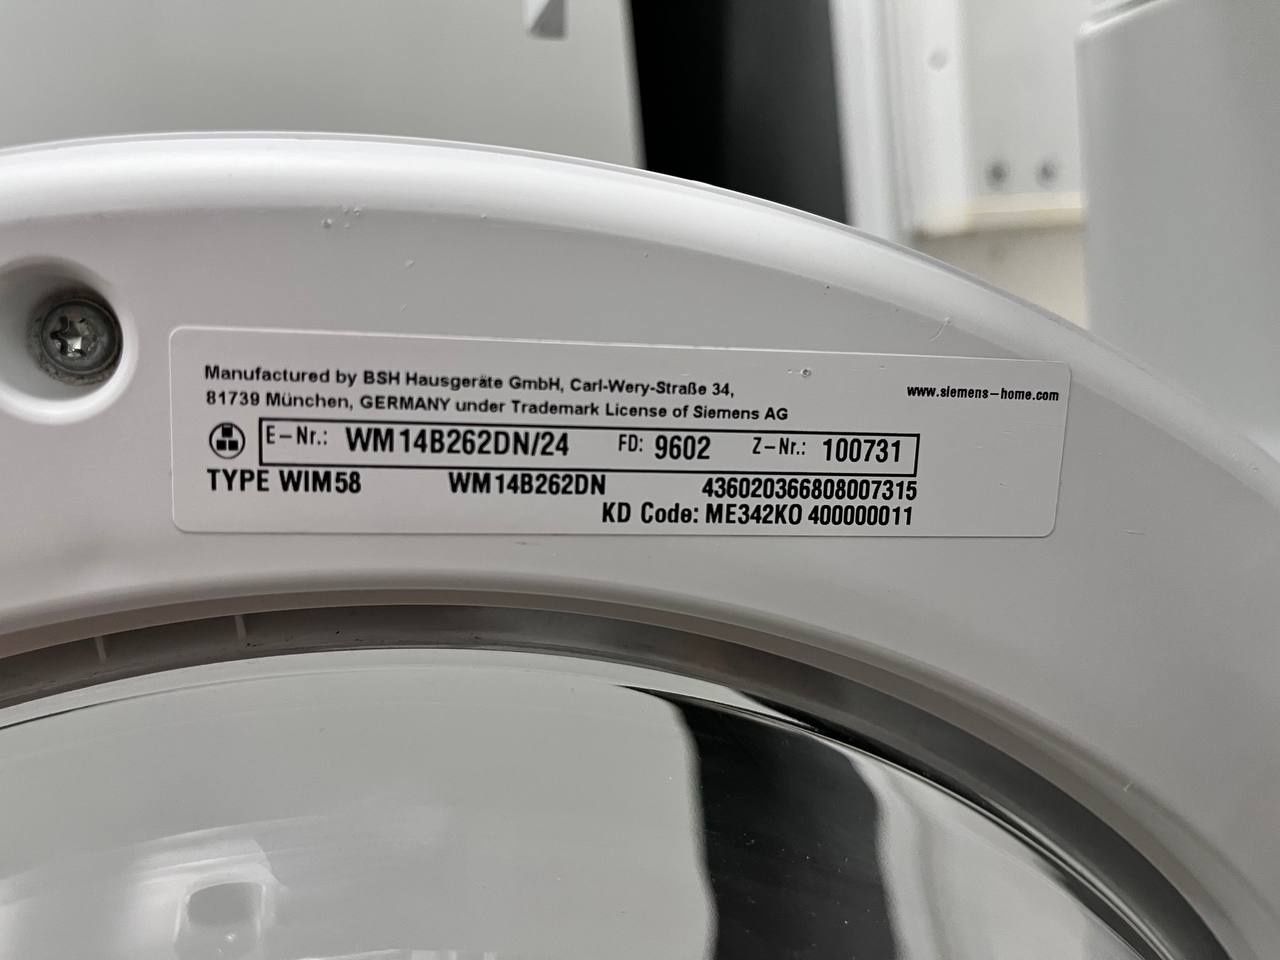 Manufactured by BSH Hausgeräte GmbH, Carl-Wery-Straße 34,
81739 München, GERMANY under Trademark License of Siemens AG
www.siemens-home.com
E-Nr.: WM14B262DN/24 FD: 9602 Z-Nr.: 100731
TYPE WIM58 WM14B262DN 436020366808007315
KD Code: ME342KO 400000011